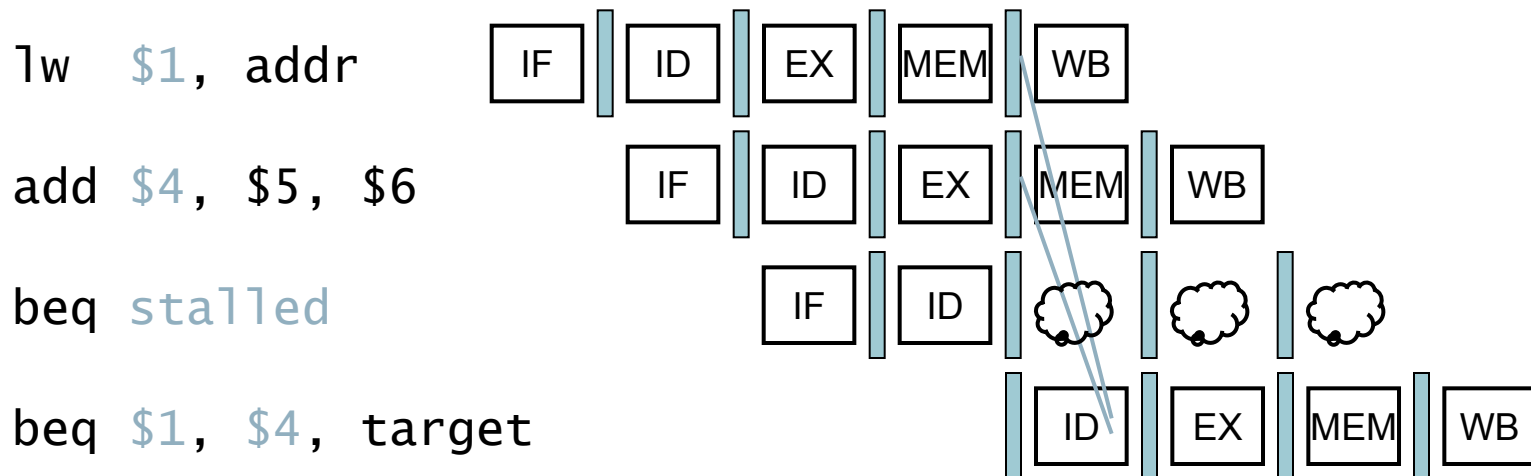 lw $1, addr IF ID EX MEM WB
add $4, $5, $6 IF ID EX MEM WB
beq stalled IF ID
beq $1, $4, target ID EX MEM WB